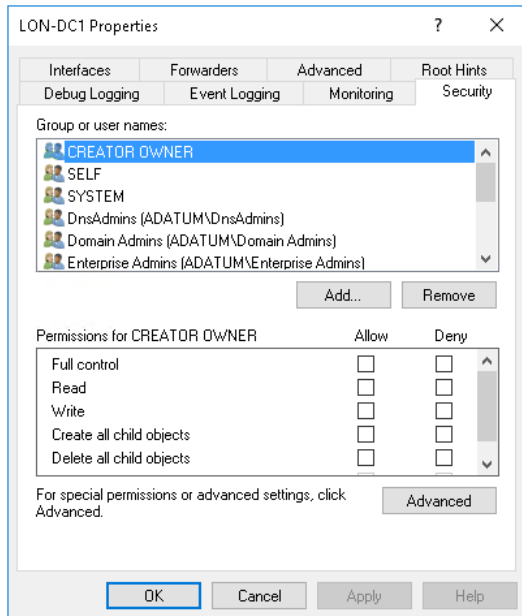 LON-DC1 Properties
?
Interfaces Forwarders Advanced Root Hints
Debug Logging Event Logging Monitoring Security
Group or user names:
CREATOR OWNER
SELF
SYSTEM
DnsAdmins (ADATUM\DnsAdmins)
Domain Admins (ADATUM\Domain Admins)
Enterprise Admins (ADATUM\Enterprise Admins)
Add... Remove
Permissions for CREATOR OWNER Allow Deny
Full control
Read
Write
Create all child objects
Delete all child objects
For special permissions or advanced settings, click
Advanced.
Advanced
OK Cancel Apply Help